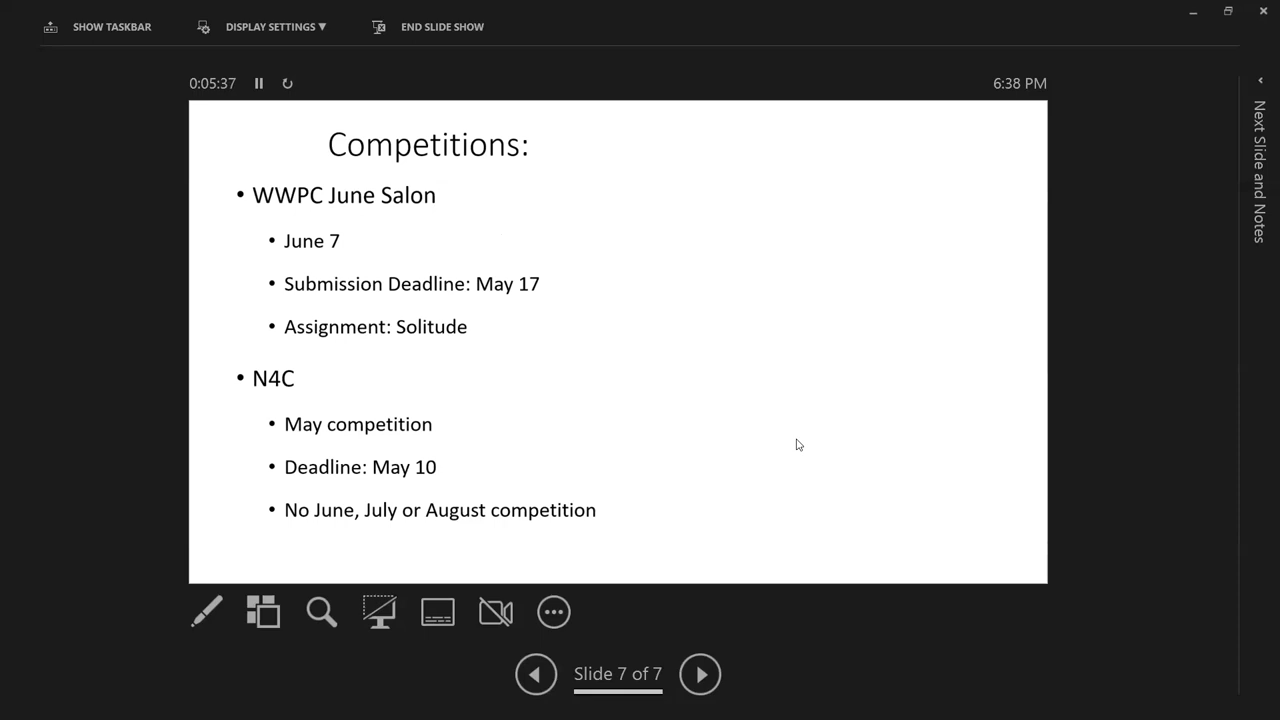 SHOW TASKBAR
DISPLAY SETTINGS ▼
END SLIDE SHOW
0:05:37
6:38 PM
Competitions:
• WWPC June Salon
• June 7
• Submission Deadline: May 17
• Assignment: Solitude
• N4C
• May competition
• Deadline: May 10
• No June, July or August competition
Next Slide and Notes
Slide 7 of 7